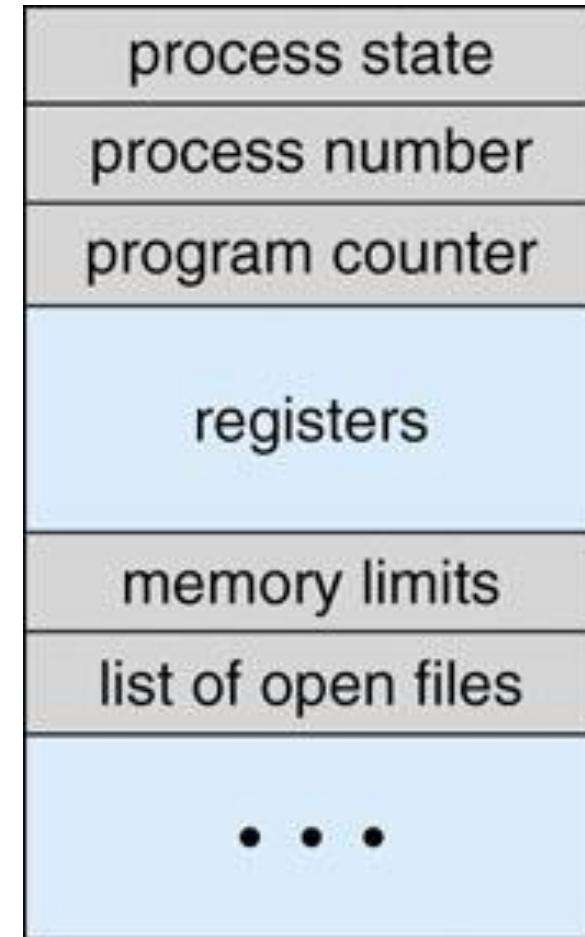 process state
process number
program counter
registers
memory limits
list of open files
• • •